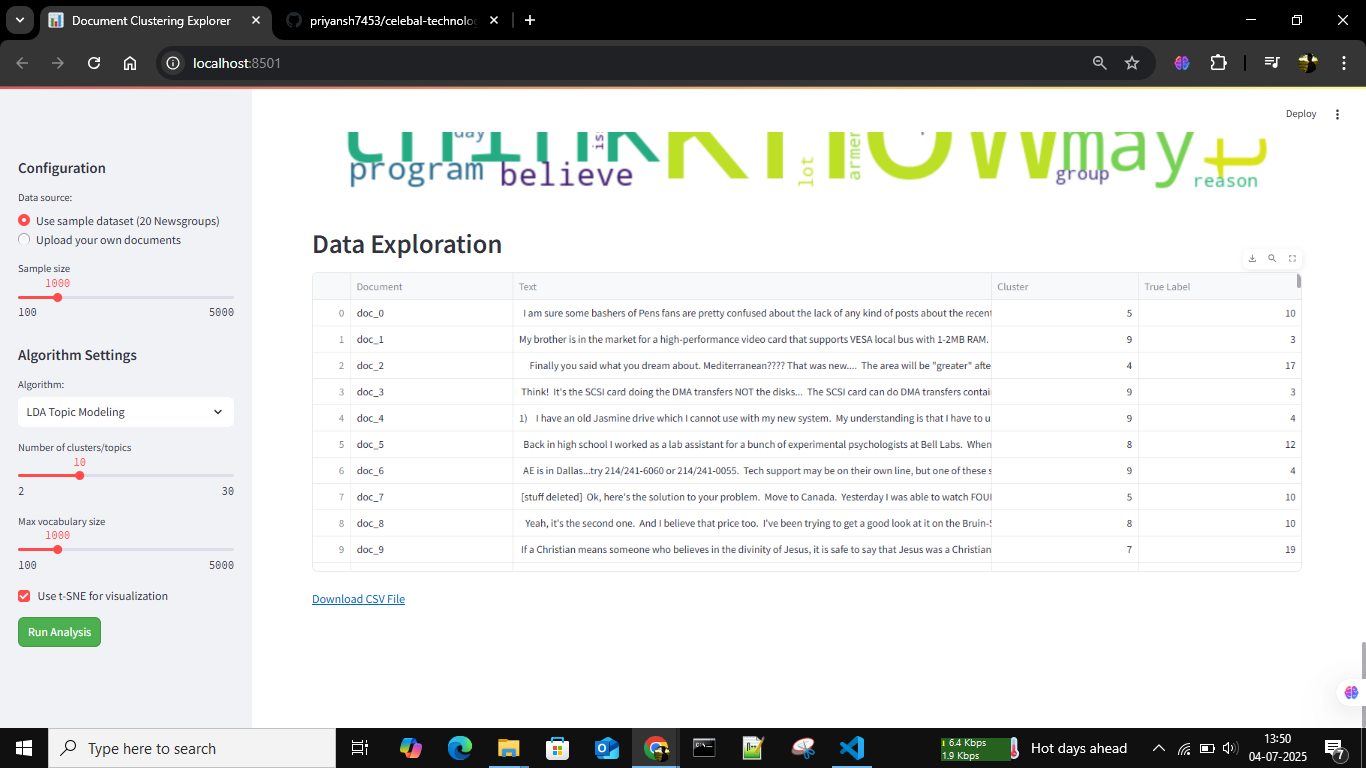 Document Clustering Explorer
priyansh7453/celebal-technolo
localhost:8501
Deploy
Configuration
Data source:
Use sample dataset (20 Newsgroups)
Upload your own documents
Sample size
1000
100 5000
Algorithm Settings
Algorithm:
LDA Topic Modeling
Number of clusters/topics
10
2 30
Max vocabulary size
1000
100 5000
Use t-SNE for visualization
Run Analysis
day is think know may
program believe lot armer group reason
Data Exploration
Document Text Cluster True Label
0 doc_0 I am sure some bashers of Pens fans are pretty confused about the lack of any kind of posts about the recent 5 10
1 doc_1 My brother is in the market for a high-performance video card that supports VESA local bus with 1-2MB RAM. 9 3
2 doc_2 Finally you said what you dream about. Mediterranean???? That was new.... The area will be "greater" afte 4 17
3 doc_3 Think! It's the SCSI card doing the DMA transfers NOT the disks... The SCSI card can do DMA transfers contai 9 3
4 doc_4 1) I have an old Jasmine drive which I cannot use with my new system. My understanding is that I have to u 9 4
5 doc_5 Back in high school I worked as a lab assistant for a bunch of experimental psychologists at Bell Labs. When 8 12
6 doc_6 AE is in Dallas...try 214/241-6060 or 214/241-0055. Tech support may be on their own line, but one of these s 9 4
7 doc_7 [stuff deleted] Ok, here's the solution to your problem. Move to Canada. Yesterday I was able to watch FOU 5 10
8 doc_8 Yeah, it's the second one. And I believe that price too. I've been trying to get a good look at it on the Bruin-S 8 10
9 doc_9 If a Christian means someone who believes in the divinity of Jesus, it is safe to say that Jesus was a Christian 7 19
Download CSV File
Type here to search
6.4 Kbps
1.9 Kbps
Hot days ahead
13:50
04-07-2025
7